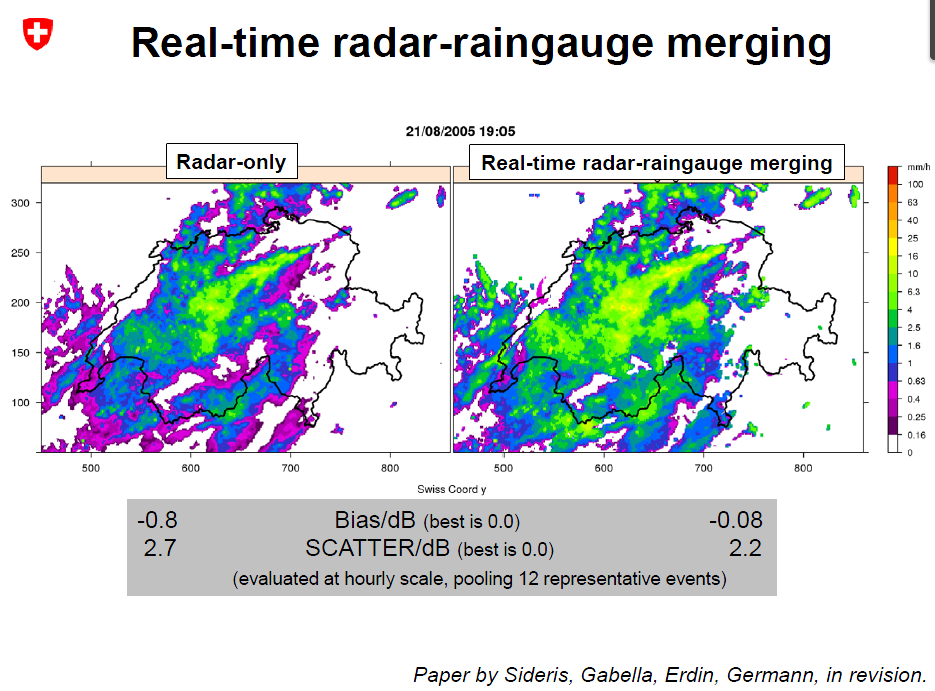 Real-time radar-raingauge merging
21/08/2005 19:05
Radar-only
Real-time radar-raingauge merging
mm/h
100
63
40
25
16
10
6.3
4
2.5
1.6
1
0.63
0.4
0.25
0.16
0
300
250
200
150
100
500 600 700 800
500 600 700 800
Swiss Coord y
-0.8 Bias/dB (best is 0.0) -0.08
2.7 SCATTER/dB (best is 0.0) 2.2
(evaluated at hourly scale, pooling 12 representative events)
Paper by Sideris, Gabella, Erdin, Germann, in revision.